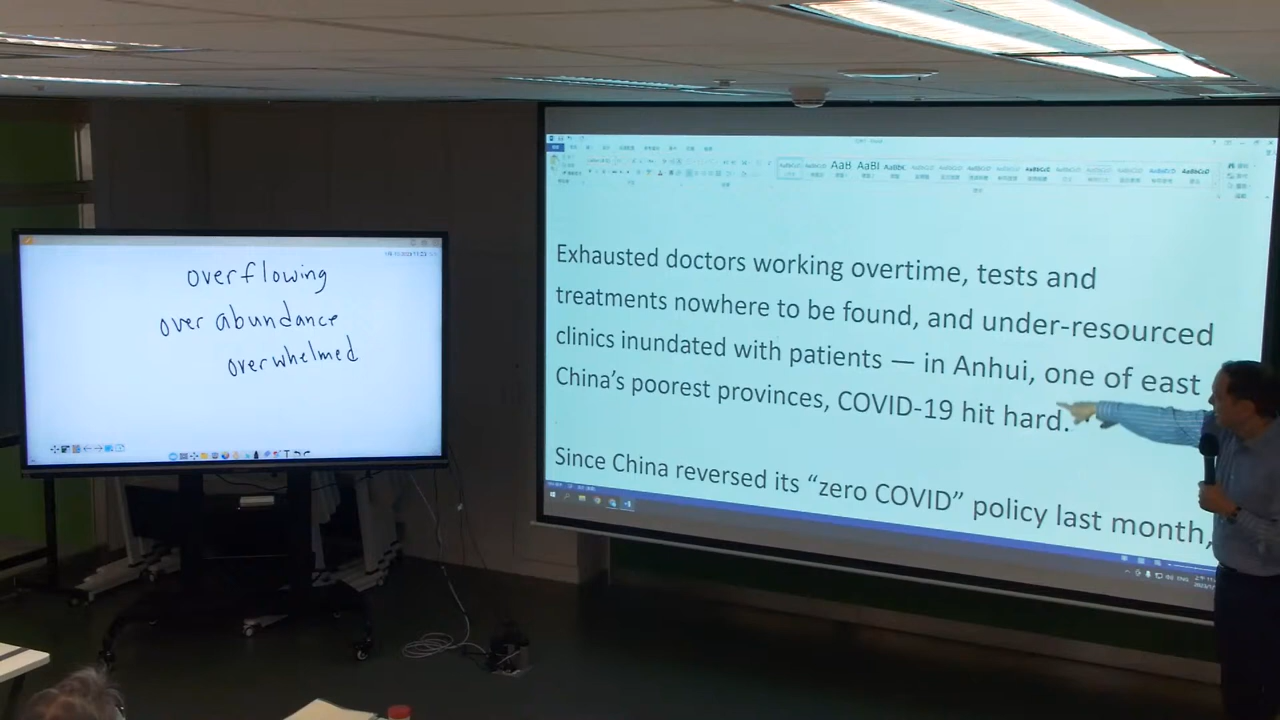 overflowing
over abundance
overwhelmed
Exhausted doctors working overtime, tests and
treatments nowhere to be found, and under-resourced
clinics inundated with patients — in Anhui, one of east
China's poorest provinces, COVID-19 hit hard.
Since China reversed its “zero COVID” policy last month,